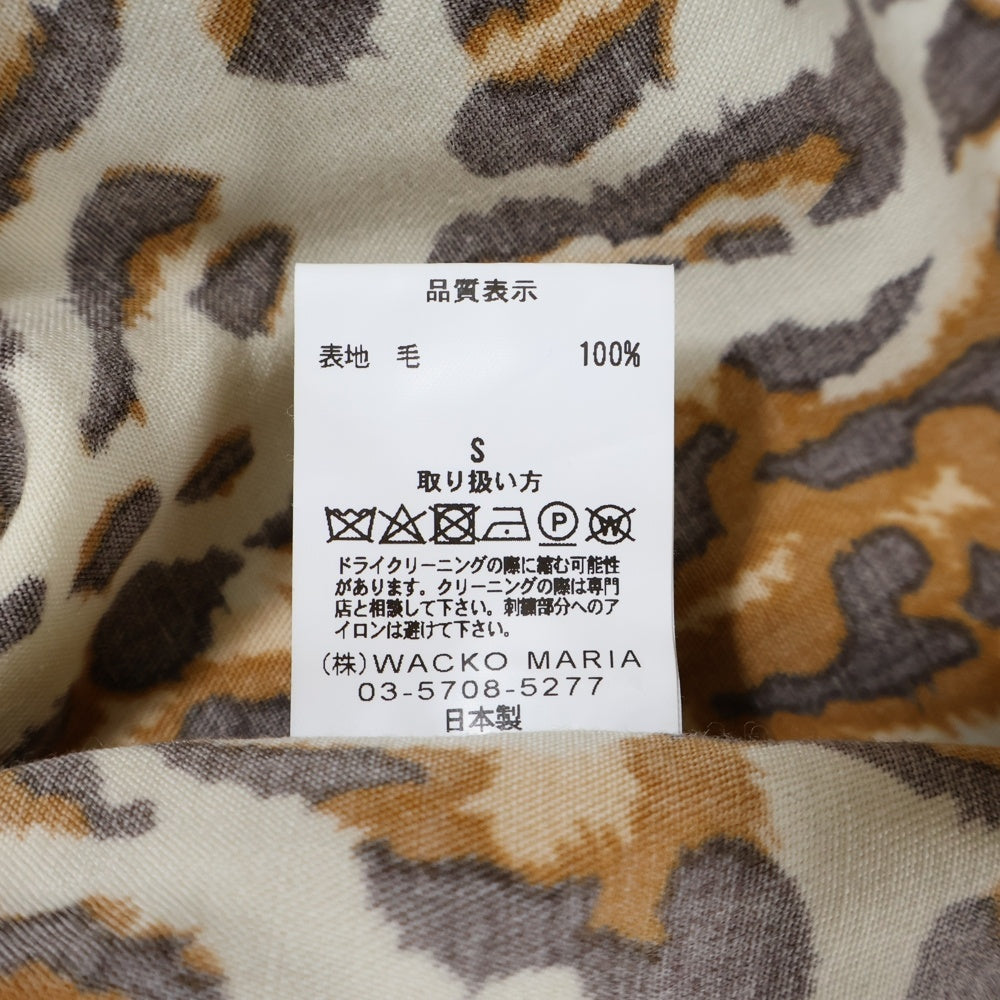 品質表示
表地 毛 100%
S
取り扱い方
P W
ドライクリーニングの際に縮む可能性
があります。クリーニングの際は専門
店と相談して下さい。刺繍部分へのア
イロンは避けて下さい。
(株)WACKO MARIA
03-5708-5277
日本製